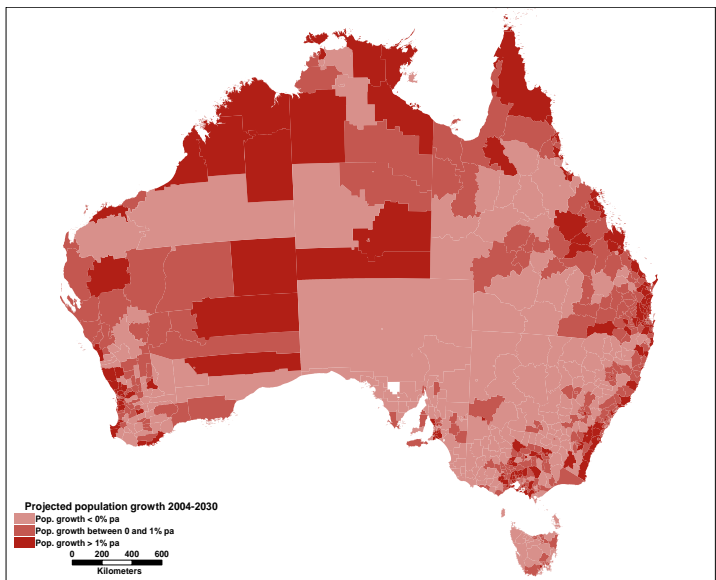 Projected population growth 2004-2030
Pop. growth < 0% pa
Pop. growth between 0 and 1% pa
Pop. growth > 1% pa
0 200 400 600
Kilometers